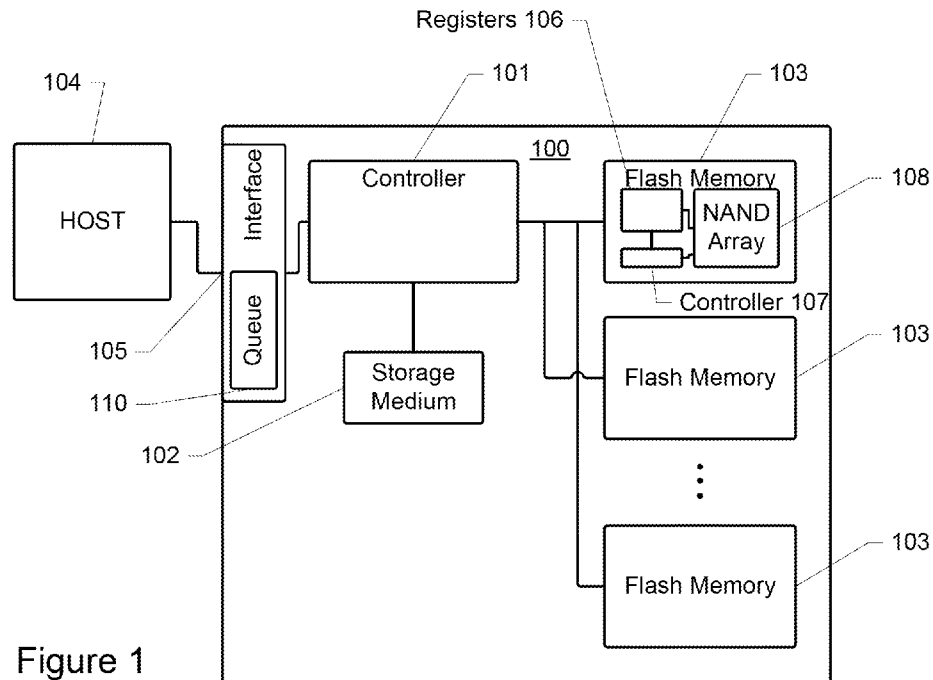 Registers 106
104
101
103
100
Interface
Controller
Flash Memory
108
HOST
NAND
Array
Queue
Controller 107
105
103
Storage
Medium
Flash Memory
110
102
103
Flash Memory
Figure 1